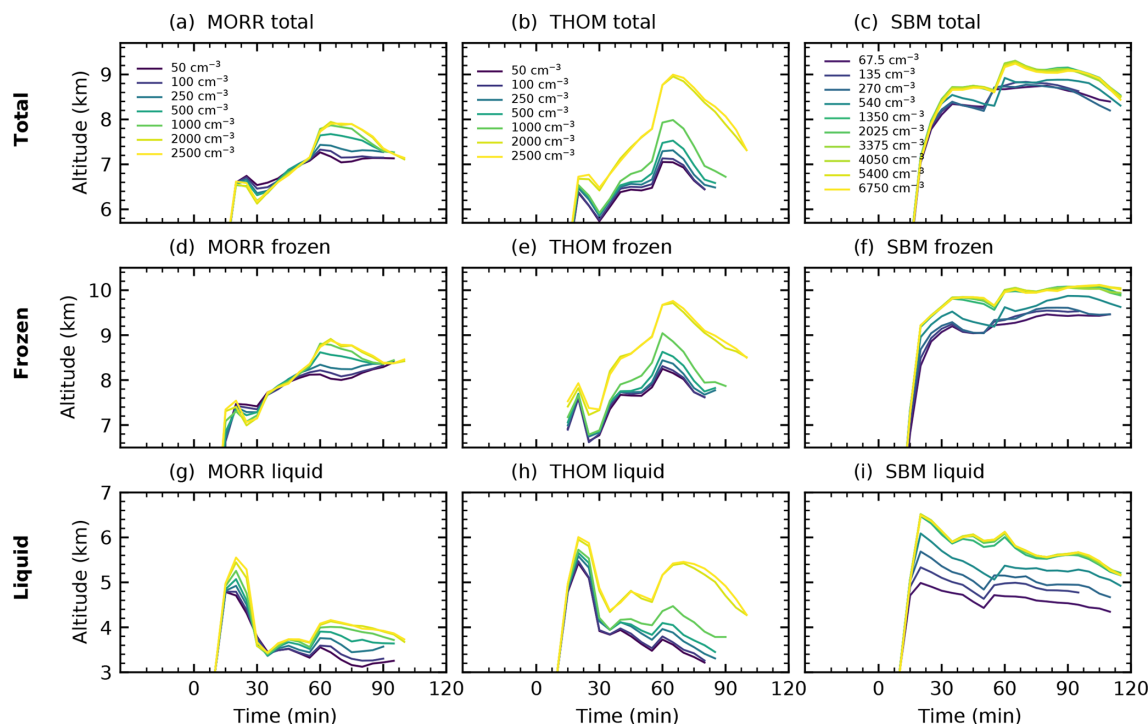 (a) MORR total
(b) THOM total
(c) SBM total
Total
Altitude (km)
9
8
7
6
50 cm⁻³
100 cm⁻³
250 cm⁻³
500 cm⁻³
1000 cm⁻³
2000 cm⁻³
2500 cm⁻³
50 cm⁻³
100 cm⁻³
250 cm⁻³
500 cm⁻³
1000 cm⁻³
2000 cm⁻³
2500 cm⁻³
67.5 cm⁻³
135 cm⁻³
270 cm⁻³
540 cm⁻³
1350 cm⁻³
2025 cm⁻³
3375 cm⁻³
4050 cm⁻³
5400 cm⁻³
6750 cm⁻³
(d) MORR frozen
(e) THOM frozen
(f) SBM frozen
Frozen
Altitude (km)
10
9
8
7
(g) MORR liquid
(h) THOM liquid
(i) SBM liquid
Liquid
Altitude (km)
7
6
5
4
3
0 30 60 90 120
0 30 60 90 120
0 30 60 90 120
Time (min)
Time (min)
Time (min)